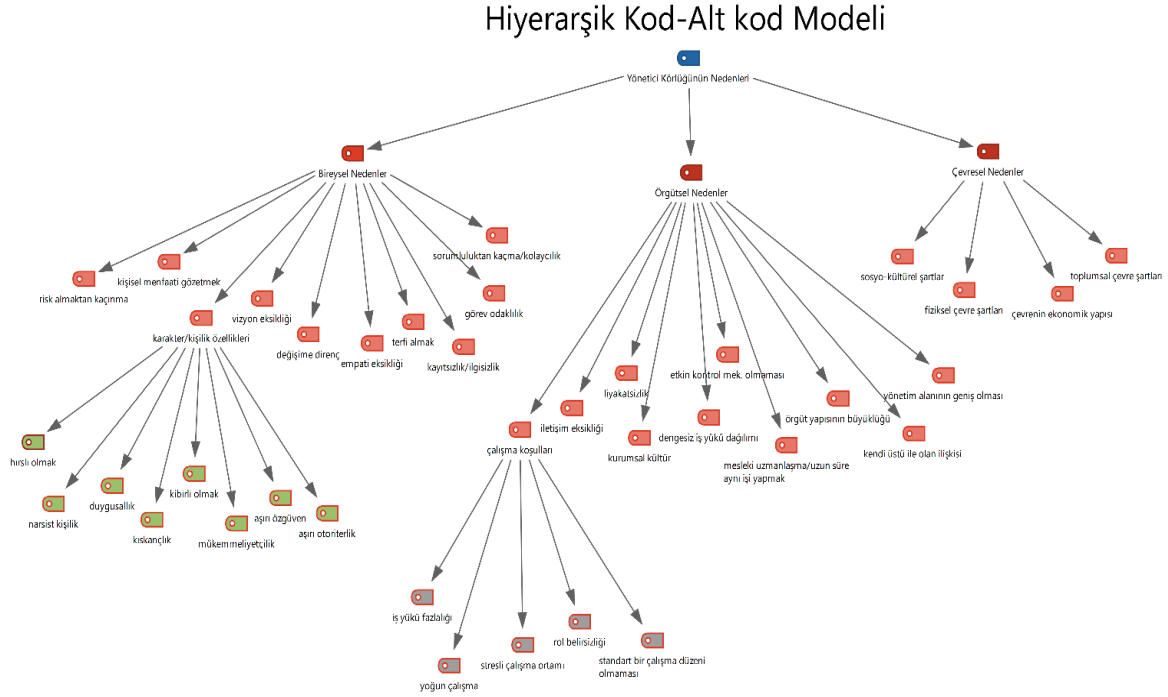 Hiyerarşik Kod-Alt kod Modeli
Yönetici Körlüğünün Nedenleri
Bireysel Nedenler
Örgütsel Nedenler
Çevresel Nedenler
risk almaktan kaçınma
kişisel menfaati gözetmek
karakter/kişilik özellikleri
vizyon eksikliği
değişime direnç
empati eksikliği
terfi almak
kayıtsızlık/ilgisizlik
görev odaklılık
sorumluluktan kaçma/kolaycılık
hırslı olmak
narsist kişilik
duygusallık
kıskançlık
kibirli olmak
mükemmeliyetçilik
aşırı özgüven
aşırı otoriterlik
çalışma koşulları
iletişim eksikliği
liyakatsizlik
kurumsal kültür
etkin kontrol mek. olmaması
dengesiz iş yükü dağılımı
mesleki uzmanlaşma/uzun süre
aynı işi yapmak
örgüt yapısının büyüklüğü
kendi üstü ile olan ilişkisi
yönetim alanının geniş olması
iş yükü fazlalığı
yoğun çalışma
stresli çalışma ortamı
rol belirsizliği
standart bir çalışma düzeni
olmaması
sosyo-kültürel şartlar
fiziksel çevre şartları
çevrenin ekonomik yapısı
toplumsal çevre şartları